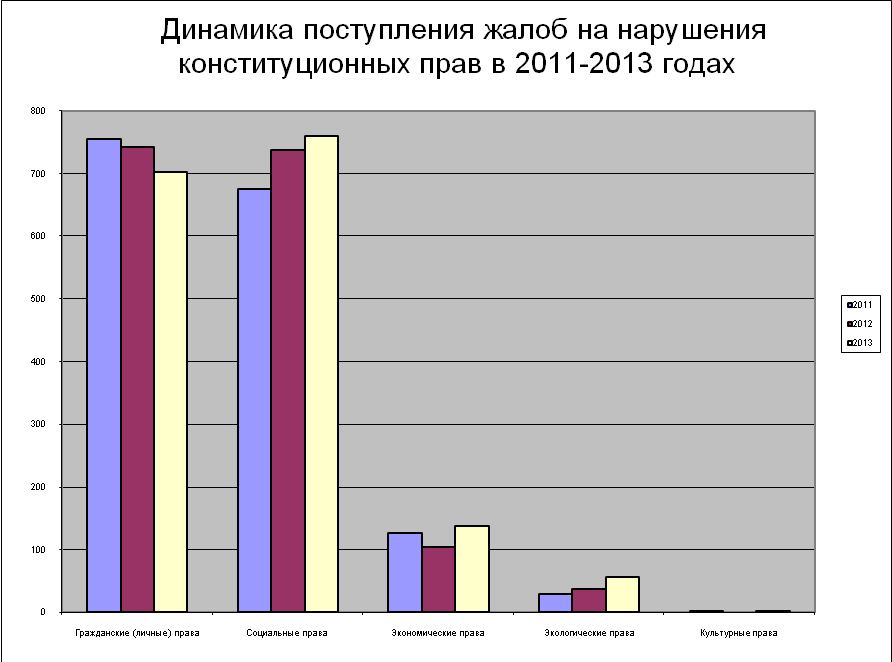 Динамика поступления жалоб на нарушения
конституционных прав в 2011-2013 годах
800
700
600
500
400
300
200
100
0
Гражданские (личные) права
Социальные права
Экономические права
Экологические права
Культурные права
2011
2012
2013